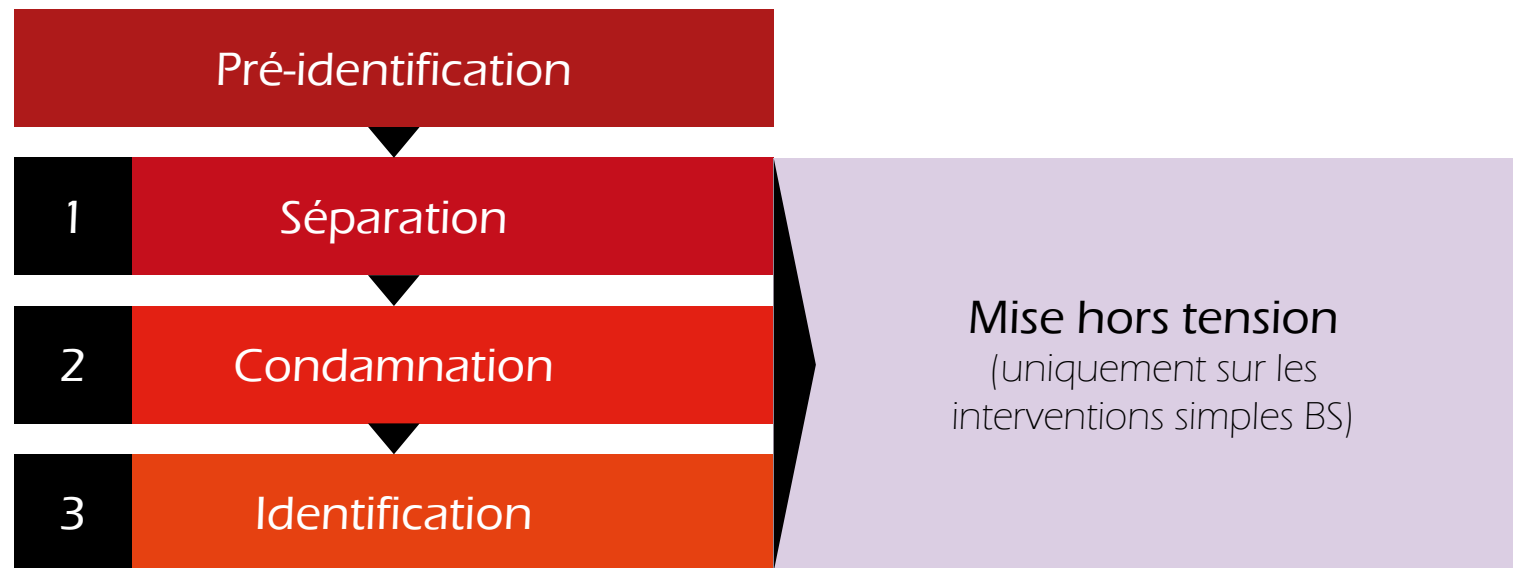 Pré-identification
1 Séparation
2 Condamnation
3 Identification
Mise hors tension
(uniquement sur les
interventions simples BS)